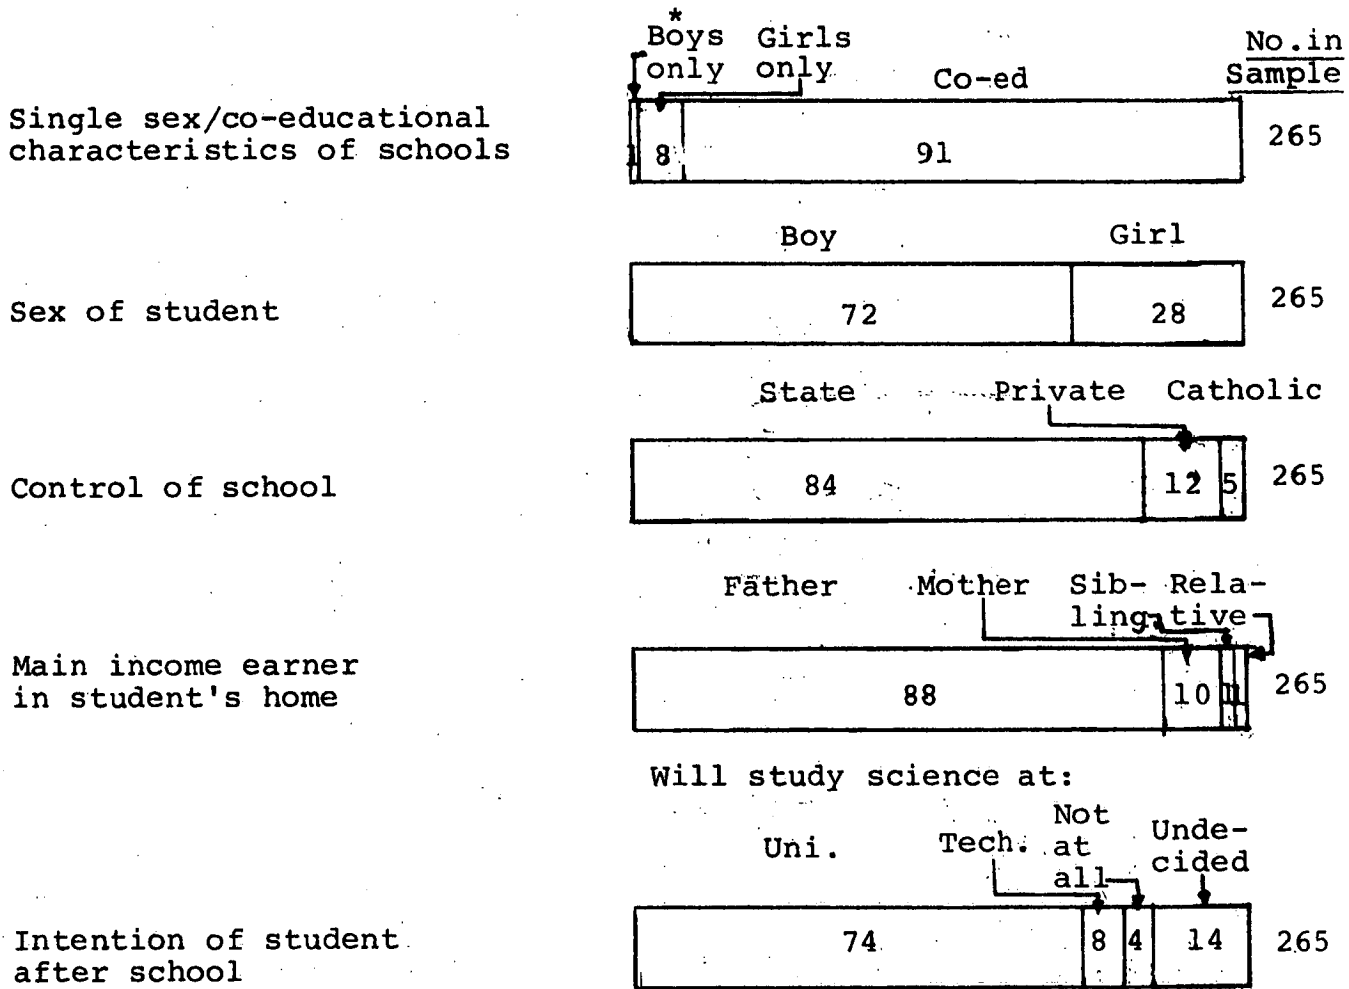 *
Boys Girls No.in
only only Co-ed Sample
Single sex/co-educational
characteristics of schools 1 8 91 265
Boy Girl
Sex of student 72 28 265
State Private Catholic
Control of school 84 12 5 265
Father Mother Sib- Rela-
ling tive
Main income earner
in student's home 88 10 1 1 265
Will study science at:
Not
Uni. Tech. at Unde-
all cided
Intention of student
after school 74 8 4 14 265